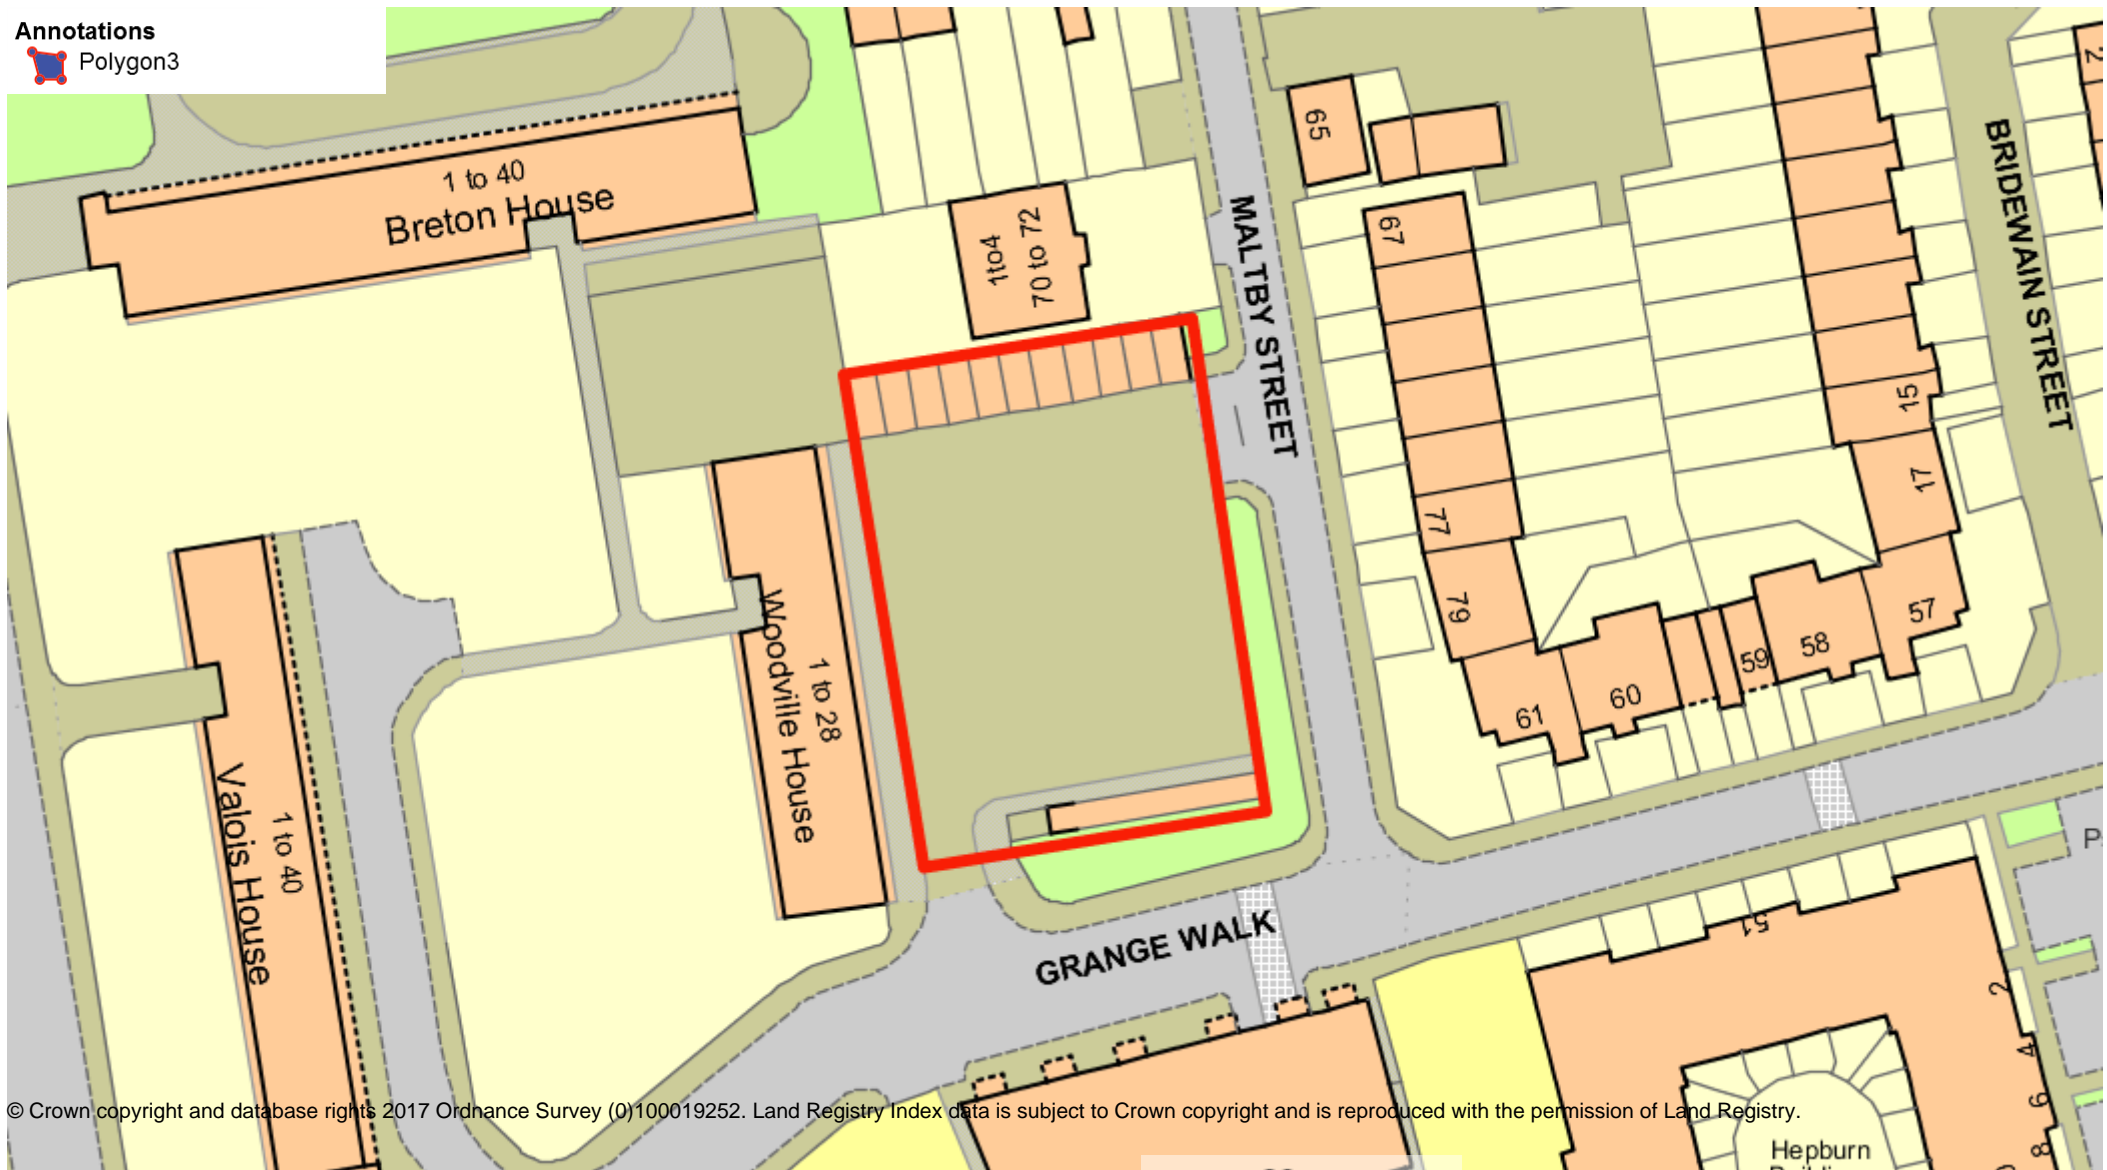 Annotations
Polygon3
1 to 40
Breton House
65
1to4
70 to 72
67
MALTBY STREET
BRIDEWAIN STREET
15
17
77
79
Woodville House
1 to 28
57
58
59
60
61
Valois House
1 to 40
GRANGE WALK
51
2
4
6
8
© Crown copyright and database rights 2017 Ordnance Survey (0)100019252. Land Registry Index data is subject to Crown copyright and is reproduced with the permission of Land Registry.
Hepburn